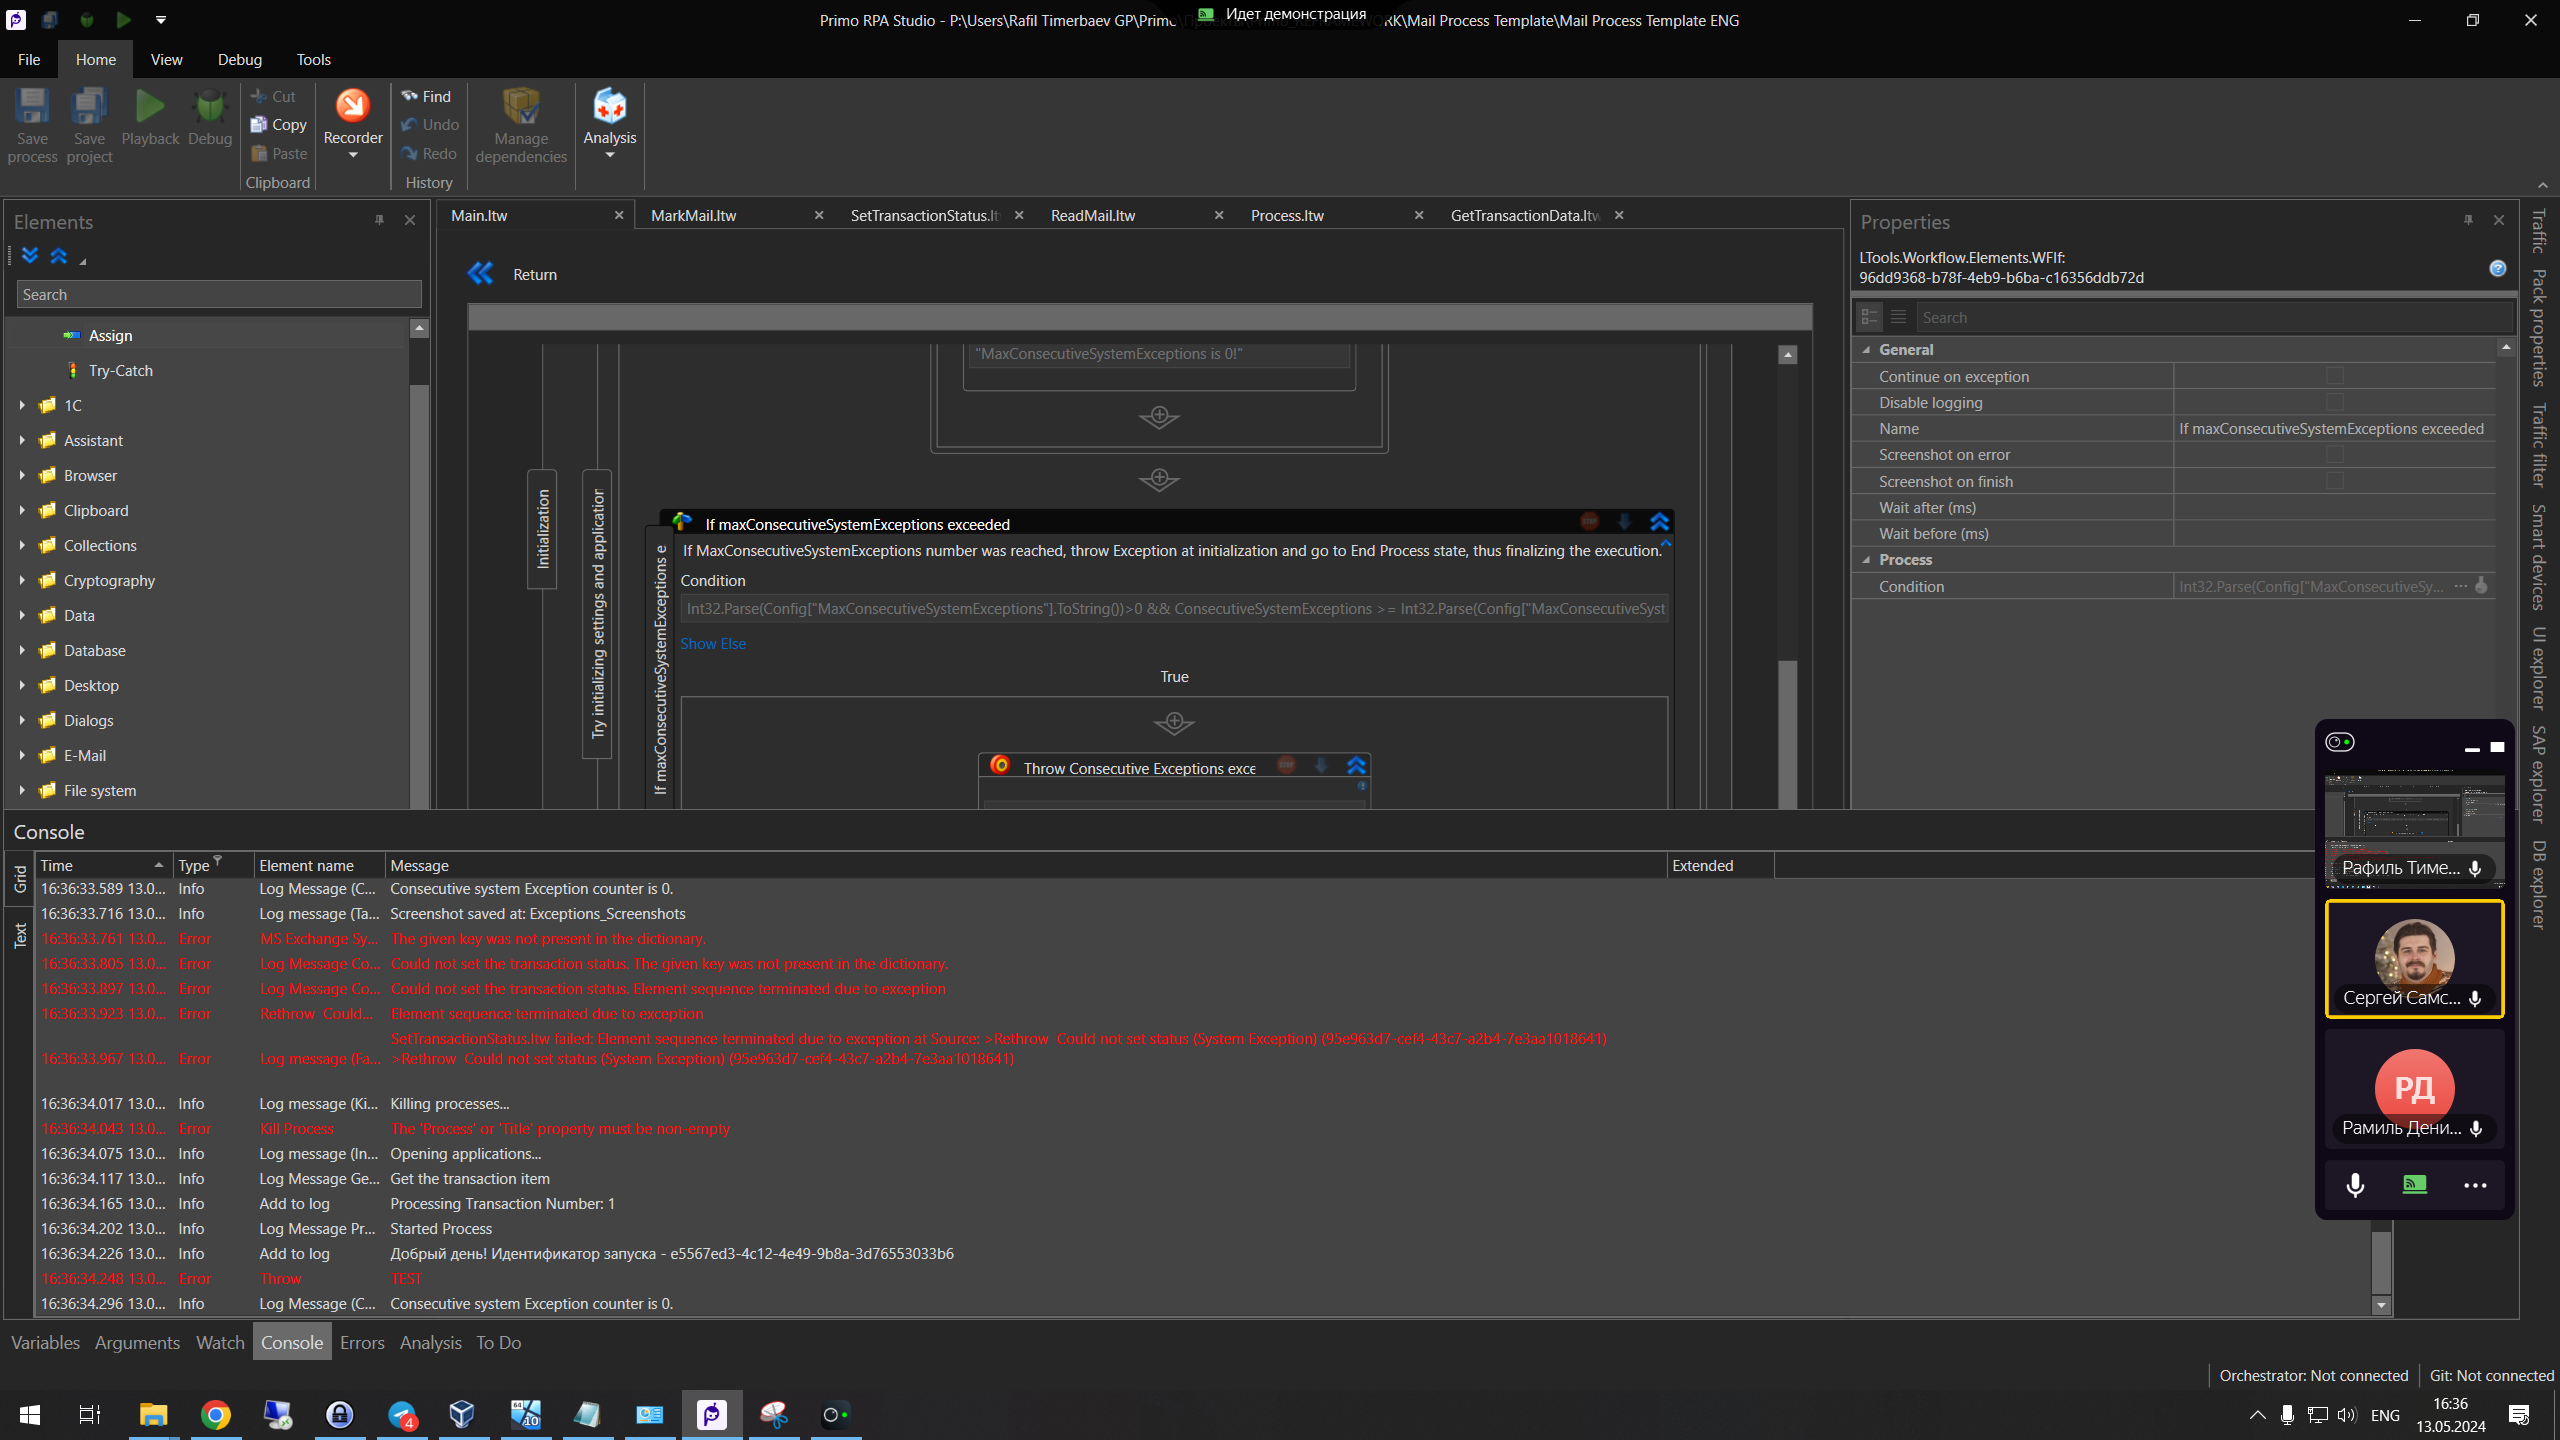 Primo RPA Studio - P:\Users\Rafil Timerbaev GP\Primo
Идет демонстрация
RK\Mail Process Template\Mail Process Template ENG
File
Home
View
Debug
Tools
Save process
Save project
Playback
Debug
Cut
Copy
Paste
Clipboard
Recorder
Find
Undo
Redo
History
Manage dependencies
Analysis
Elements
Search
Assign
Try-Catch
1C
Assistant
Browser
Clipboard
Collections
Cryptography
Data
Database
Desktop
Dialogs
E-Mail
File system
Main.ltw
MarkMail.ltw
SetTransactionStatus.lt
ReadMail.ltw
Process.ltw
GetTransactionData.ltw
Return
"MaxConsecutiveSystemExceptions is 0!"
Initialization
Try initializing settings and application
If maxConsecutiveSystemExceptions e
If maxConsecutiveSystemExceptions exceeded
If MaxConsecutiveSystemExceptions number was reached, throw Exception at initialization and go to End Process state, thus finalizing the execution.
Condition
Int32.Parse(Config["MaxConsecutiveSystemExceptions"].ToString())>0 && ConsecutiveSystemExceptions >= Int32.Parse(Config["MaxConsecutiveSyst
Show Else
True
Throw Consecutive Exceptions exce
Properties
LTools.Workflow.Elements.WFIf:
96dd9368-b78f-4eb9-b6ba-c16356ddb72d
Search
General
Continue on exception
Disable logging
Name If maxConsecutiveSystemExceptions exceeded
Screenshot on error
Screenshot on finish
Wait after (ms)
Wait before (ms)
Process
Condition Int32.Parse(Config["MaxConsecutiveSy...
Traffic
Pack properties
Traffic filter
Smart devices
UI explorer
SAP explorer
DB explorer
Рафиль Тиме...
Сергей Самс...
РД
Рамиль Дени...
Console
Grid
Text
Time Type Element name Message Extended
16:36:33.589 13.0... Info Log Message (C... Consecutive system Exception counter is 0.
16:36:33.716 13.0... Info Log message (Ta... Screenshot saved at: Exceptions_Screenshots
16:36:33.761 13.0... Error MS Exchange Sy... The given key was not present in the dictionary.
16:36:33.805 13.0... Error Log Message Co... Could not set the transaction status. The given key was not present in the dictionary.
16:36:33.897 13.0... Error Log Message Co... Could not set the transaction status. Element sequence terminated due to exception
16:36:33.923 13.0... Error Rethrow Could... Element sequence terminated due to exception
SetTransactionStatus.ltw failed: Element sequence terminated due to exception at Source: >Rethrow Could not set status (System Exception) (95e963d7-cef4-43c7-a2b4-7e3aa1018641)
16:36:33.967 13.0... Error Log message (Fa... >Rethrow Could not set status (System Exception) (95e963d7-cef4-43c7-a2b4-7e3aa1018641)
16:36:34.017 13.0... Info Log message (Ki... Killing processes...
16:36:34.043 13.0... Error Kill Process The 'Process' or 'Title' property must be non-empty
16:36:34.075 13.0... Info Log message (In... Opening applications...
16:36:34.117 13.0... Info Log Message Ge... Get the transaction item
16:36:34.165 13.0... Info Add to log Processing Transaction Number: 1
16:36:34.202 13.0... Info Log Message Pr... Started Process
16:36:34.226 13.0... Info Add to log Добрый день! Идентификатор запуска - e5567ed3-4c12-4e49-9b8a-3d76553033b6
16:36:34.248 13.0... Error Throw TEST
16:36:34.296 13.0... Info Log Message (C... Consecutive system Exception counter is 0.
Variables
Arguments
Watch
Console
Errors
Analysis
To Do
Orchestrator: Not connected
Git: Not connected
4
64
10
ENG
16:36
13.05.2024